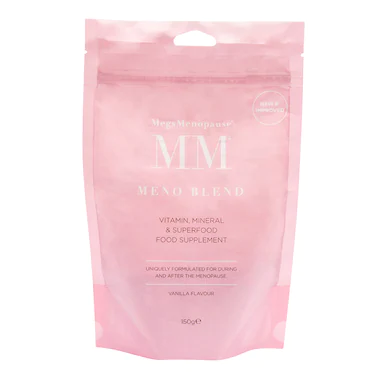 MegsMenopause®
MM
MENO BLEND
VITAMIN, MINERAL
& SUPERFOOD
FOOD SUPPLEMENT
UNIQUELY FORMULATED FOR DURING
AND AFTER THE MENOPAUSE
VANILLA FLAVOUR
150g℮